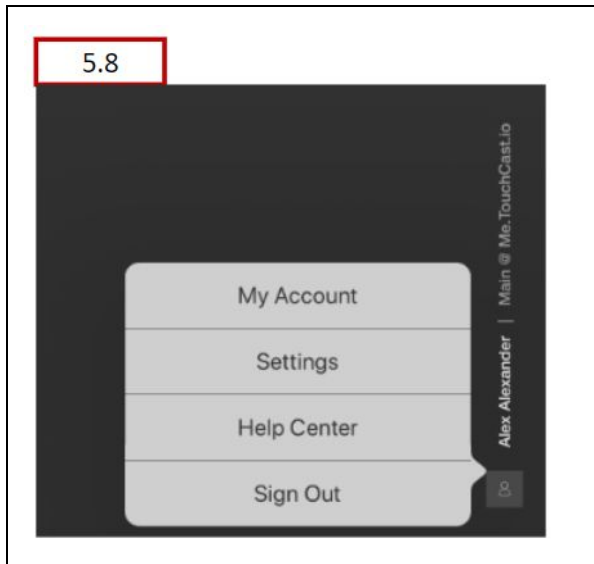 5.8
My Account
Settings
Help Center
Sign Out
Alex Alexander | Main @ Me.TouchCast.io